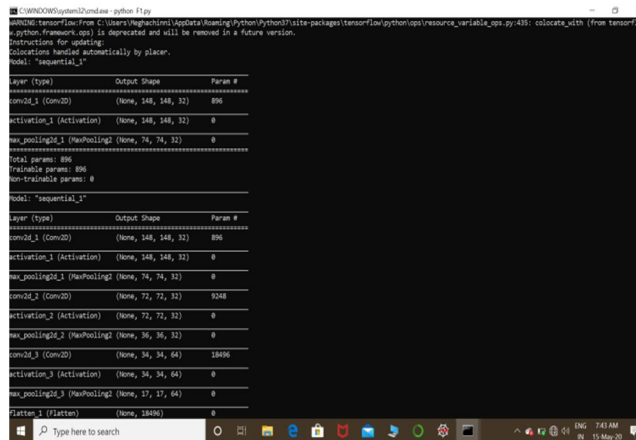 C:\WINDOWS\system32\cmd.exe - python F1.py
WARNING:tensorflow:From C:\Users\Meghachinni\AppData\Roaming\Python\Python37\site-packages\tensorflow\python\ops\resource_variable_ops.py:435: colocate_with (from tensorf
w.python.framework.ops) is deprecated and will be removed in a future version.
Instructions for updating:
Colocations handled automatically by placer.
Model: "sequential_1"
Layer (type) Output Shape Param #
conv2d_1 (Conv2D) (None, 148, 148, 32) 896
activation_1 (Activation) (None, 148, 148, 32) 0
max_pooling2d_1 (MaxPooling2 (None, 74, 74, 32) 0
Total params: 896
Trainable params: 896
Non-trainable params: 0
Model: "sequential_1"
Layer (type) Output Shape Param #
conv2d_1 (Conv2D) (None, 148, 148, 32) 896
activation_1 (Activation) (None, 148, 148, 32) 0
max_pooling2d_1 (MaxPooling2 (None, 74, 74, 32) 0
conv2d_2 (Conv2D) (None, 72, 72, 32) 9248
activation_2 (Activation) (None, 72, 72, 32) 0
max_pooling2d_2 (MaxPooling2 (None, 36, 36, 32) 0
conv2d_3 (Conv2D) (None, 34, 34, 64) 18496
activation_3 (Activation) (None, 34, 34, 64) 0
max_pooling2d_3 (MaxPooling2 (None, 17, 17, 64) 0
flatten_1 (Flatten) (None, 18496) 0
Type here to search
ENG 7:43 AM
IN 15-May-20